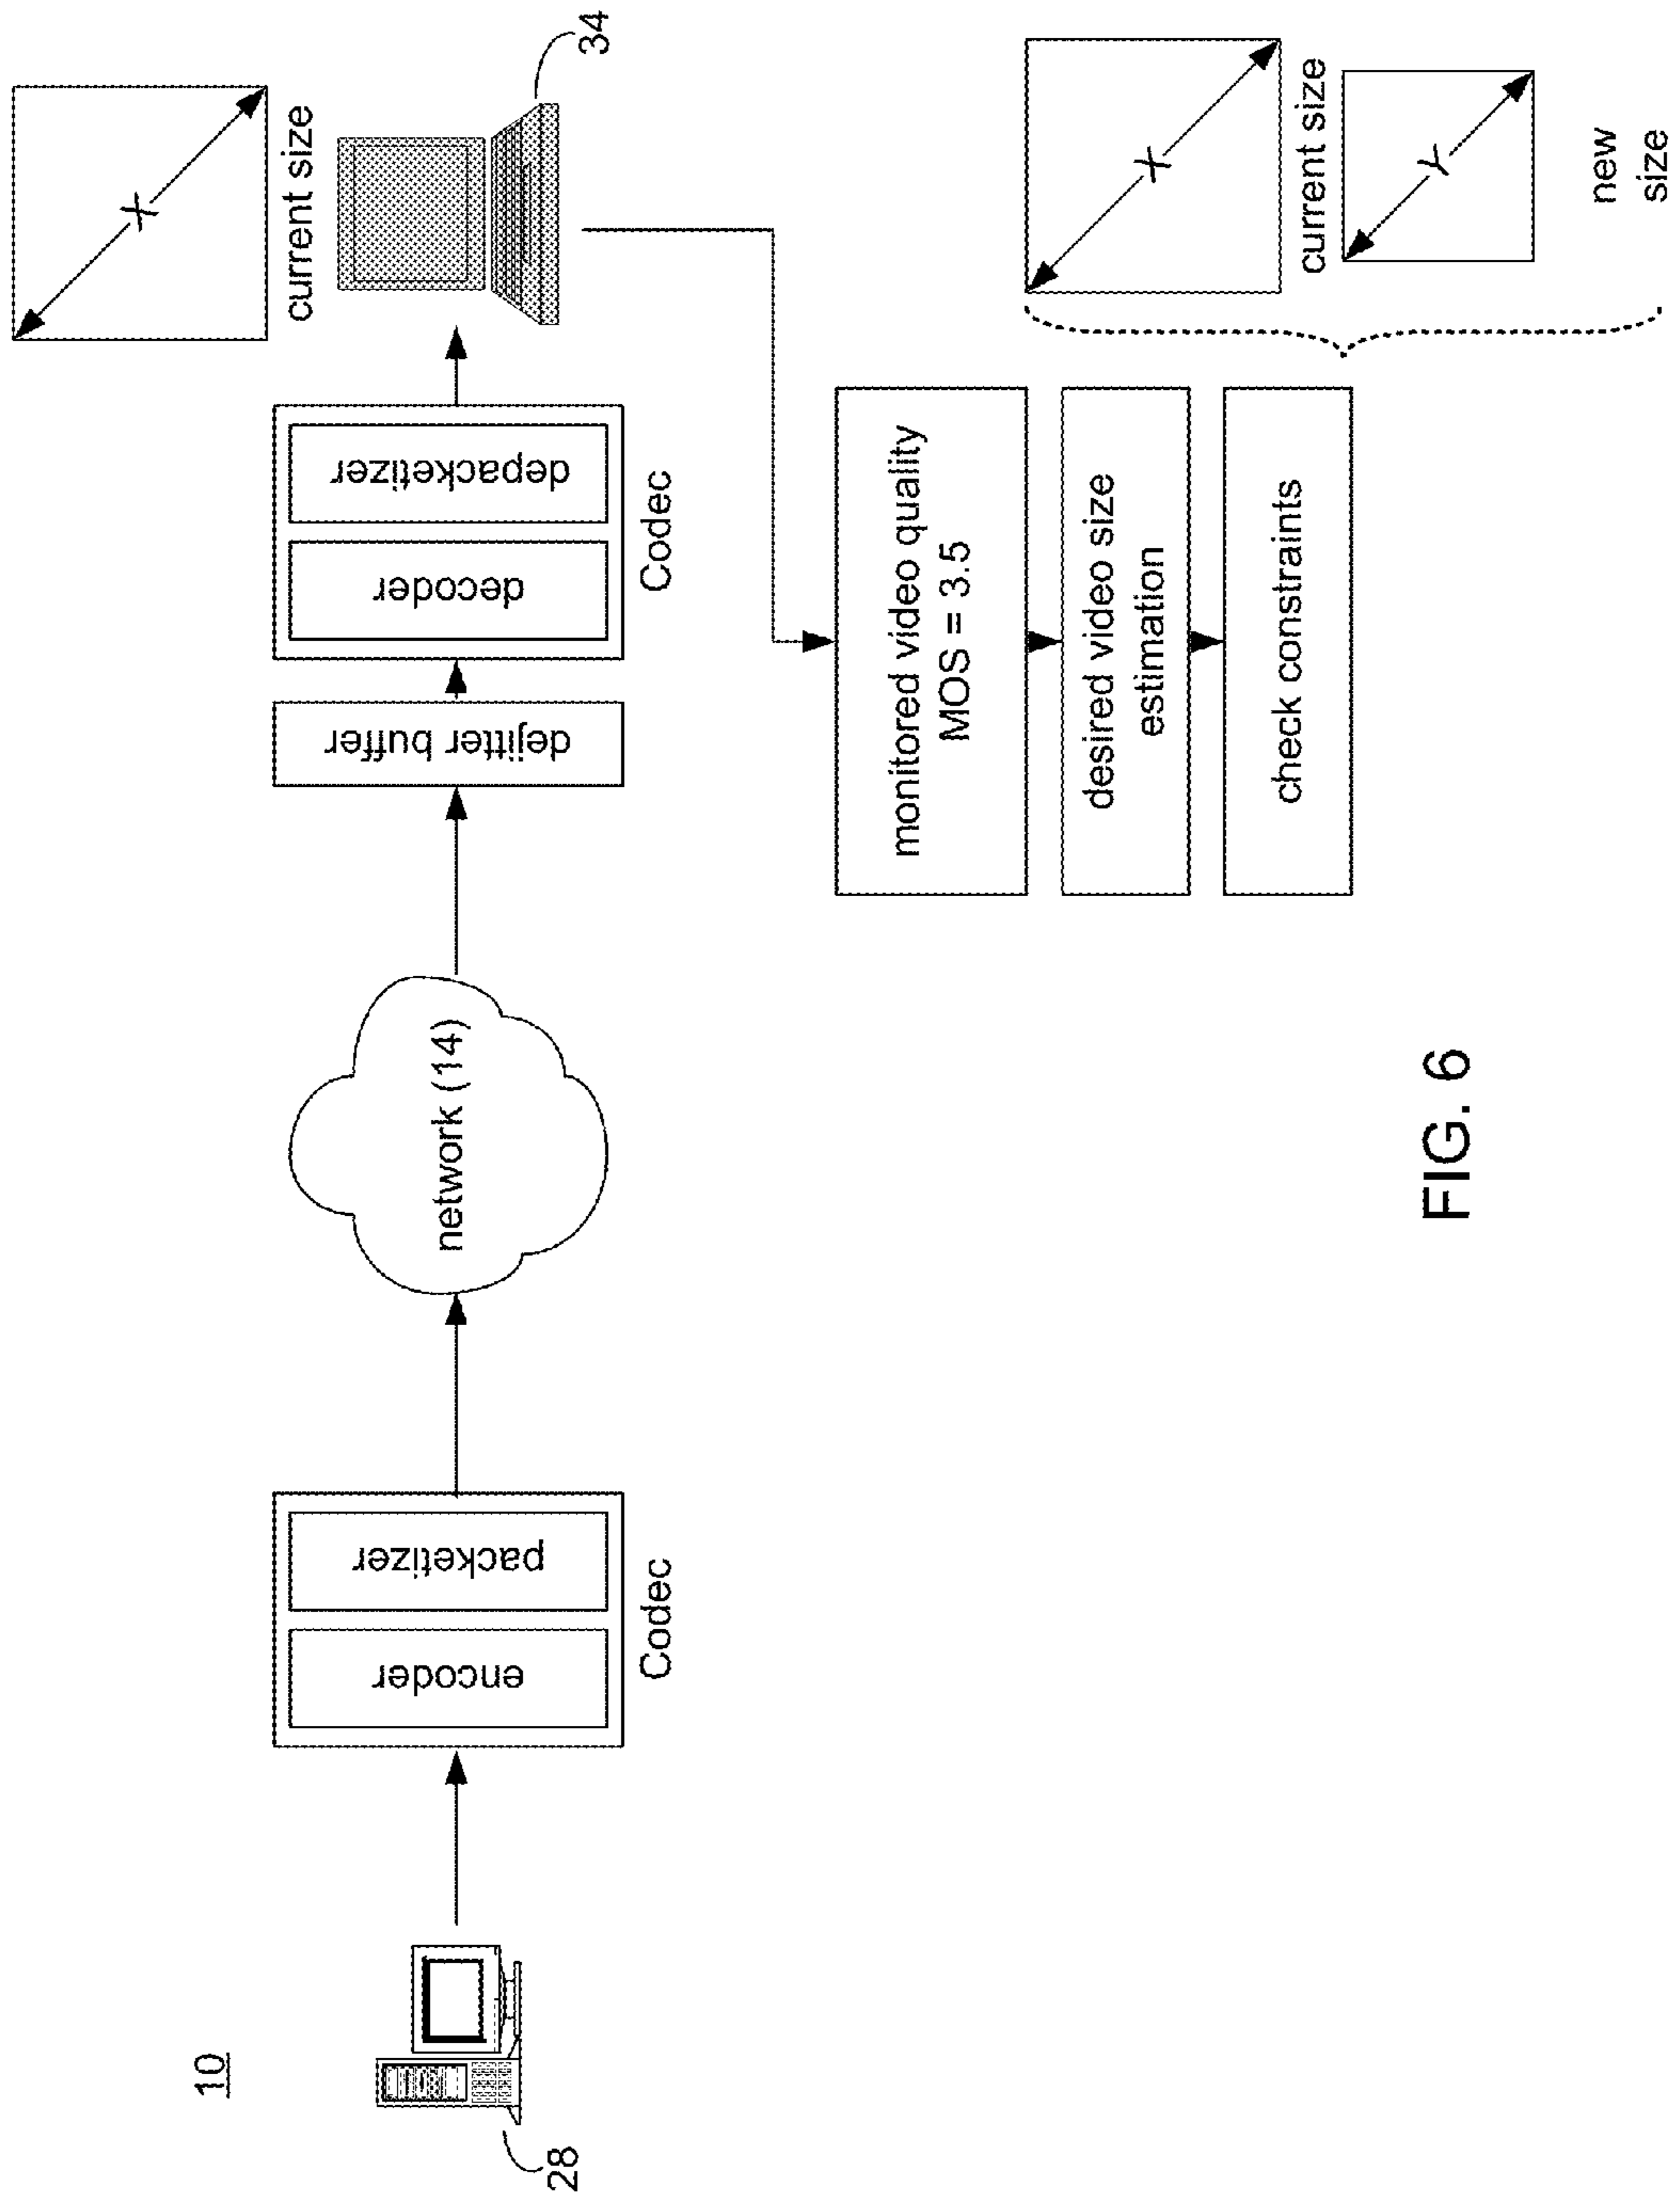 10
28
encoder
packetizer
Codec
network (14)
dejitter buffer
decoder
depacketizer
Codec
X
current size
34
monitored video quality
MOS = 3.5
desired video size
estimation
check constraints
X
current size
Y
new
size
FIG. 6